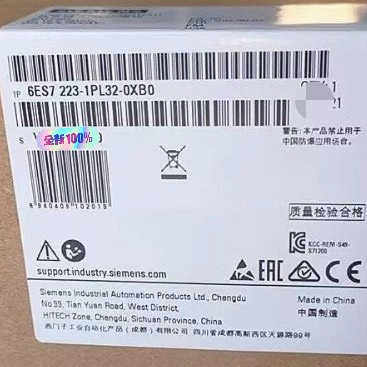 1P 6ES7 223-1PL32-0XB0
S V
全新100%
警告:本产品禁止用于
中国防爆应用场合。
8940409102015
质量检验合格
KCC-REM-S49-
S71200
support.industry.siemens.com
EAC CE
Siemens Industrial Automation Products Ltd., Chengdu
No.99, Tian Yuan Road, West District,
HITECH Zone, Chengdu, Sichuan Province, China
西门子工业自动化产品(成都)有限公司 四川省成都高新西区天源路99号
Made in China
中国制造